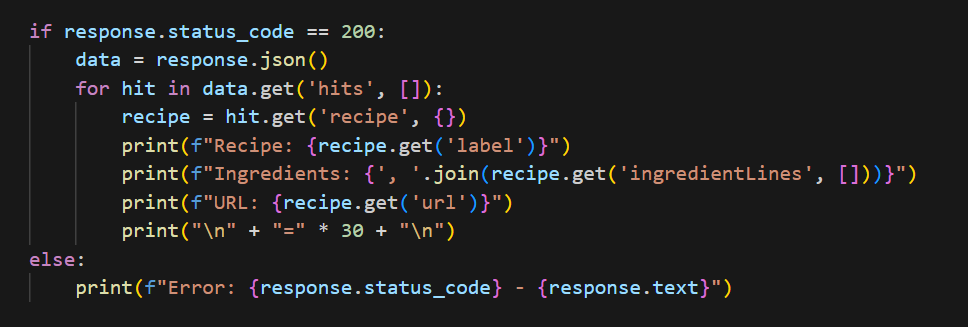 if response.status_code == 200:
    data = response.json()
    for hit in data.get('hits', []):
        recipe = hit.get('recipe', {})
        print(f"Recipe: {recipe.get('label')}")
        print(f"Ingredients: {', '.join(recipe.get('ingredientLines', []))}")
        print(f"URL: {recipe.get('url')}")
        print("\n" + "=" * 30 + "\n")
else:
    print(f"Error: {response.status_code} - {response.text}")